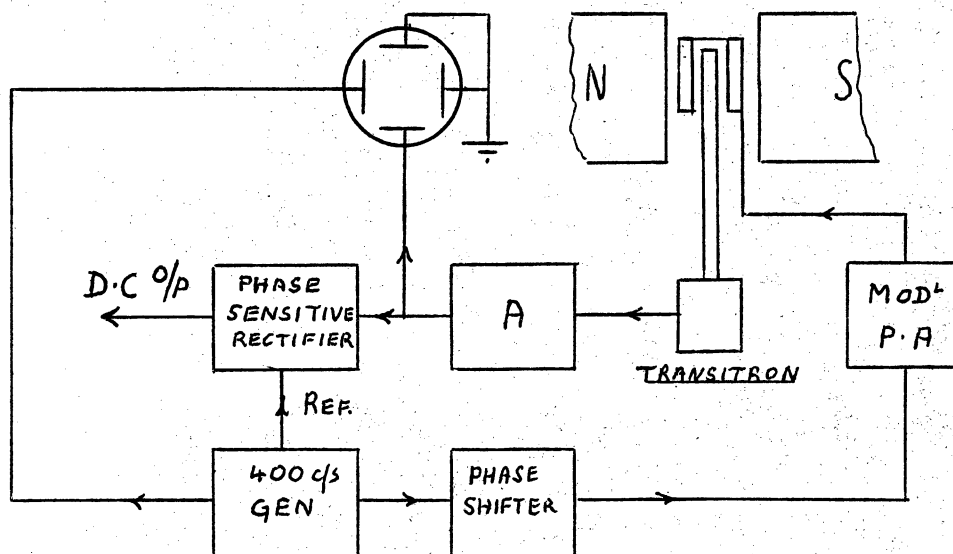 N
S
D.C O/P
PHASE
SENSITIVE
RECTIFIER
A
MODL
P.A
TRANSITRON
REF.
400 c/s
GEN
PHASE
SHIFTER